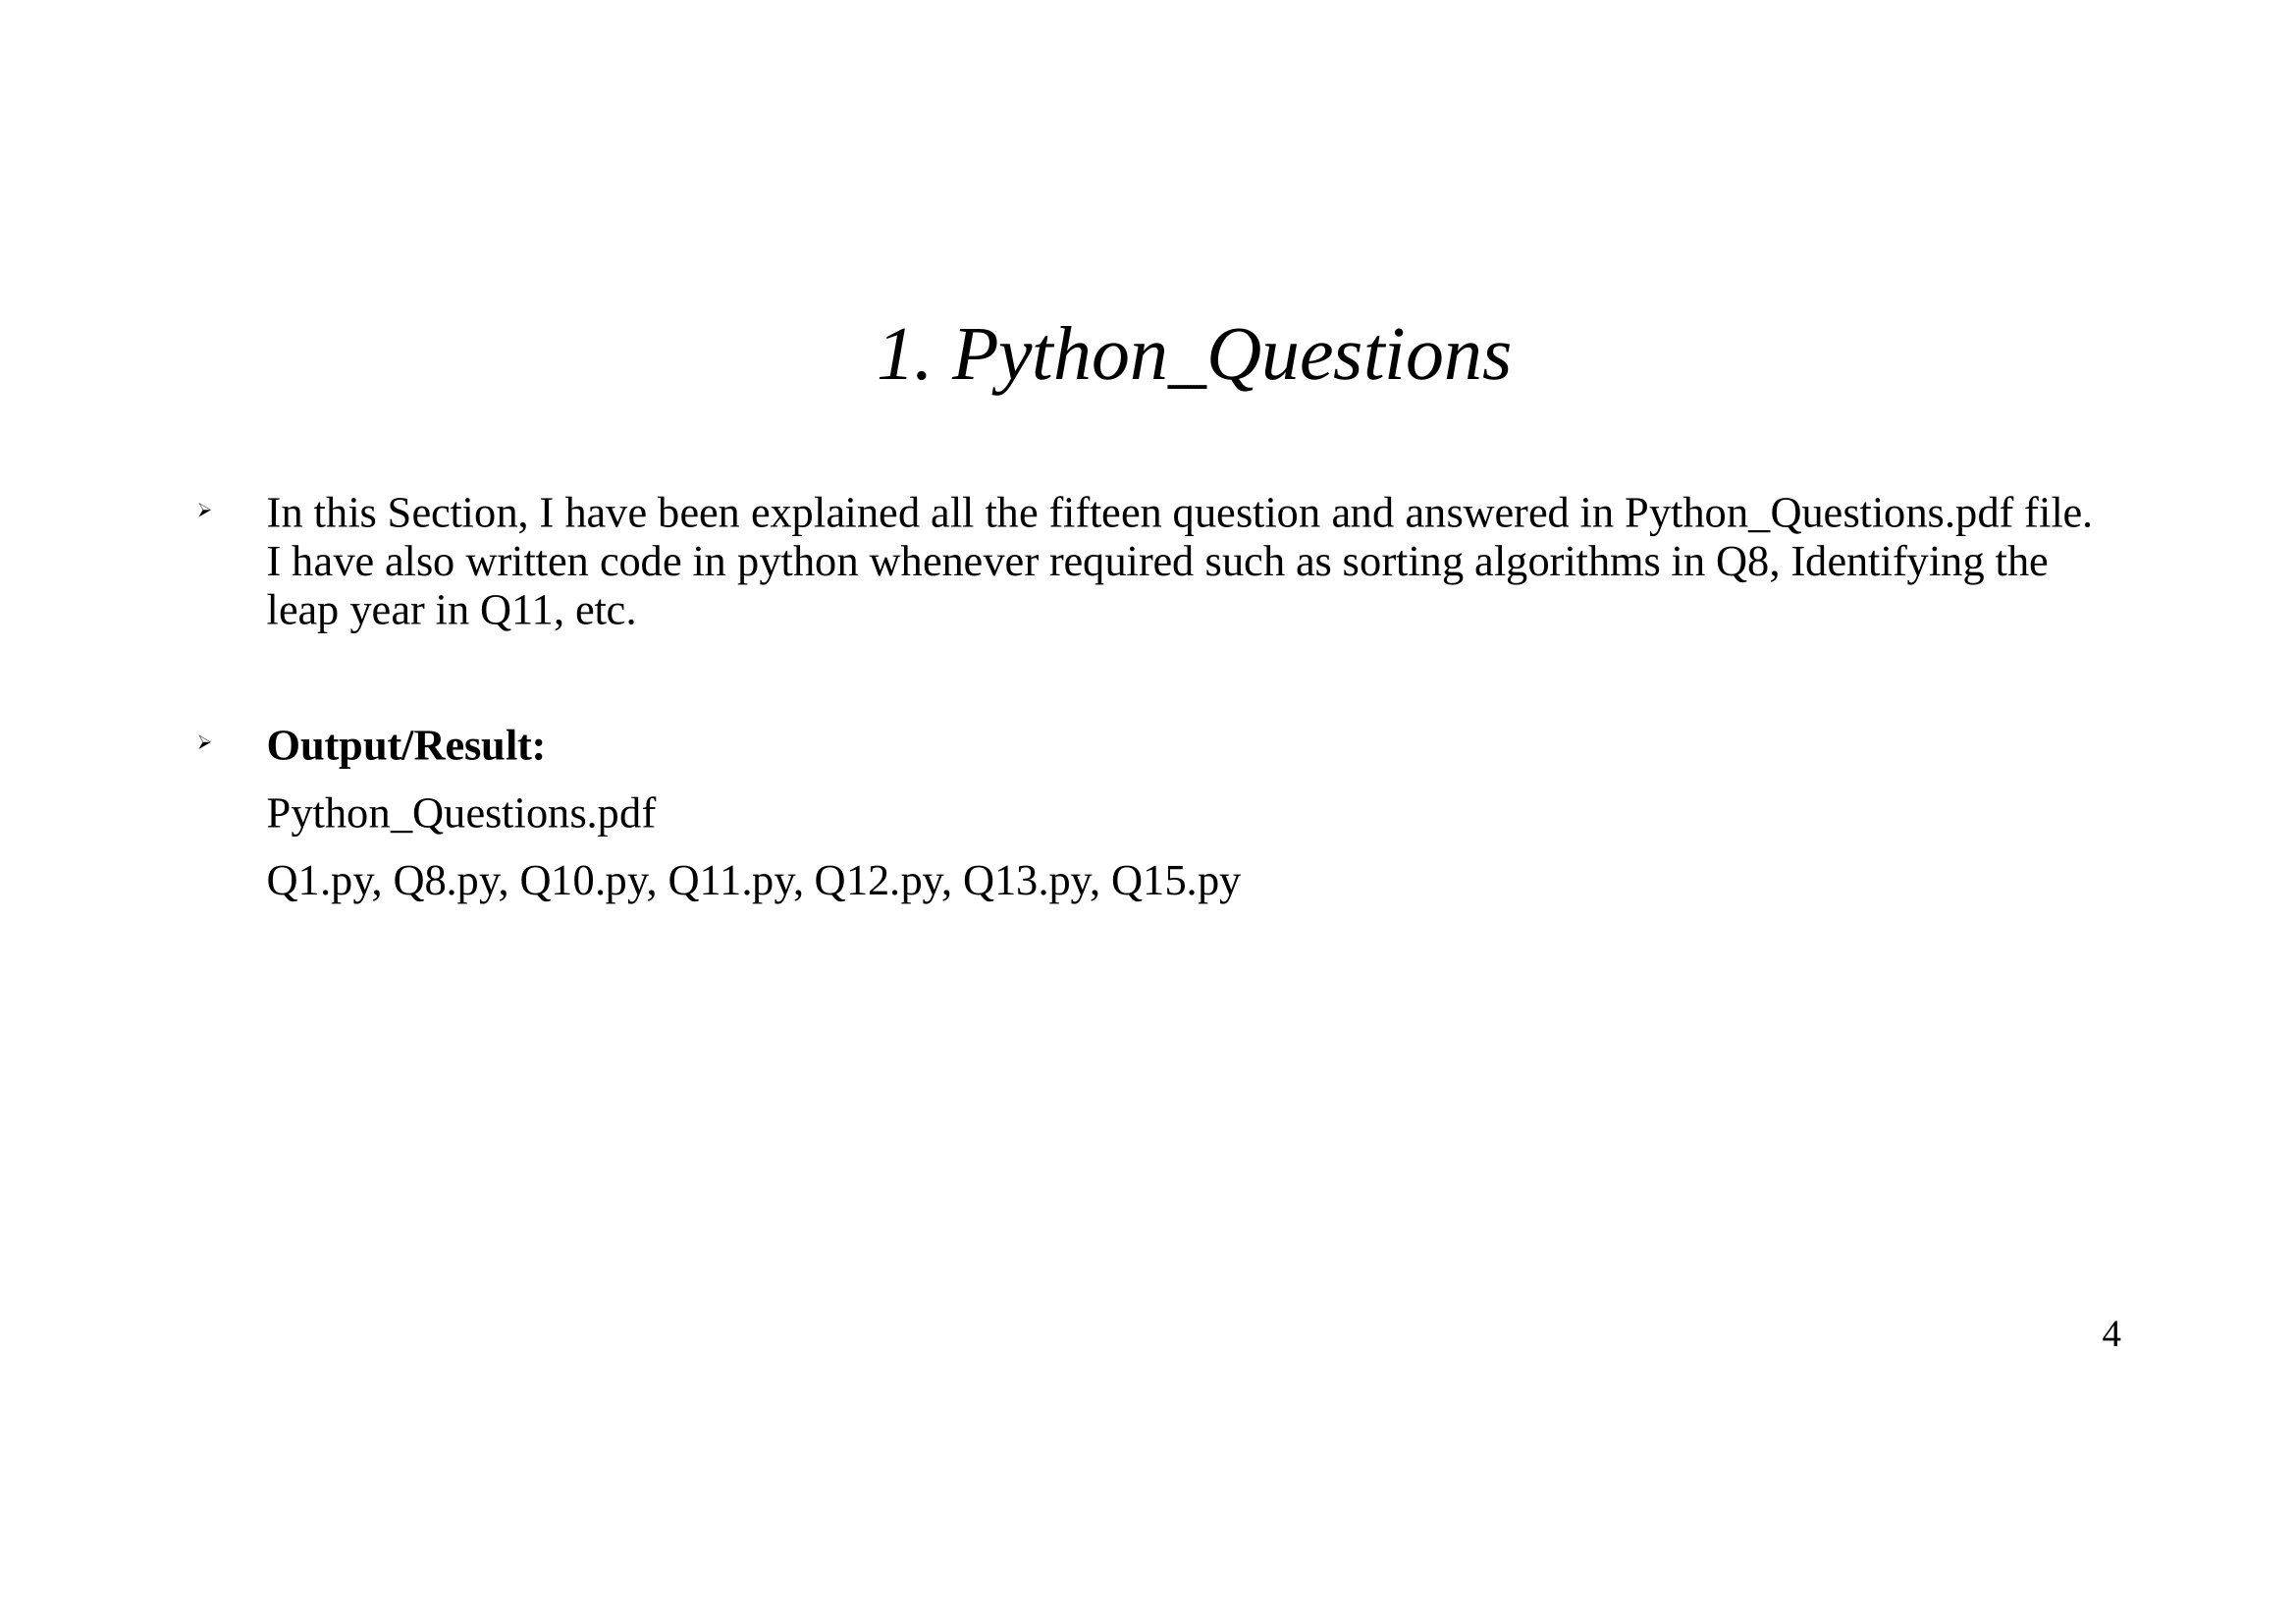 1. Python_Questions
➢ In this Section, I have been explained all the fifteen question and answered in Python_Questions.pdf file.
I have also written code in python whenever required such as sorting algorithms in Q8, Identifying the
leap year in Q11, etc.
➢ Output/Result:
Python_Questions.pdf
Q1.py, Q8.py, Q10.py, Q11.py, Q12.py, Q13.py, Q15.py
4